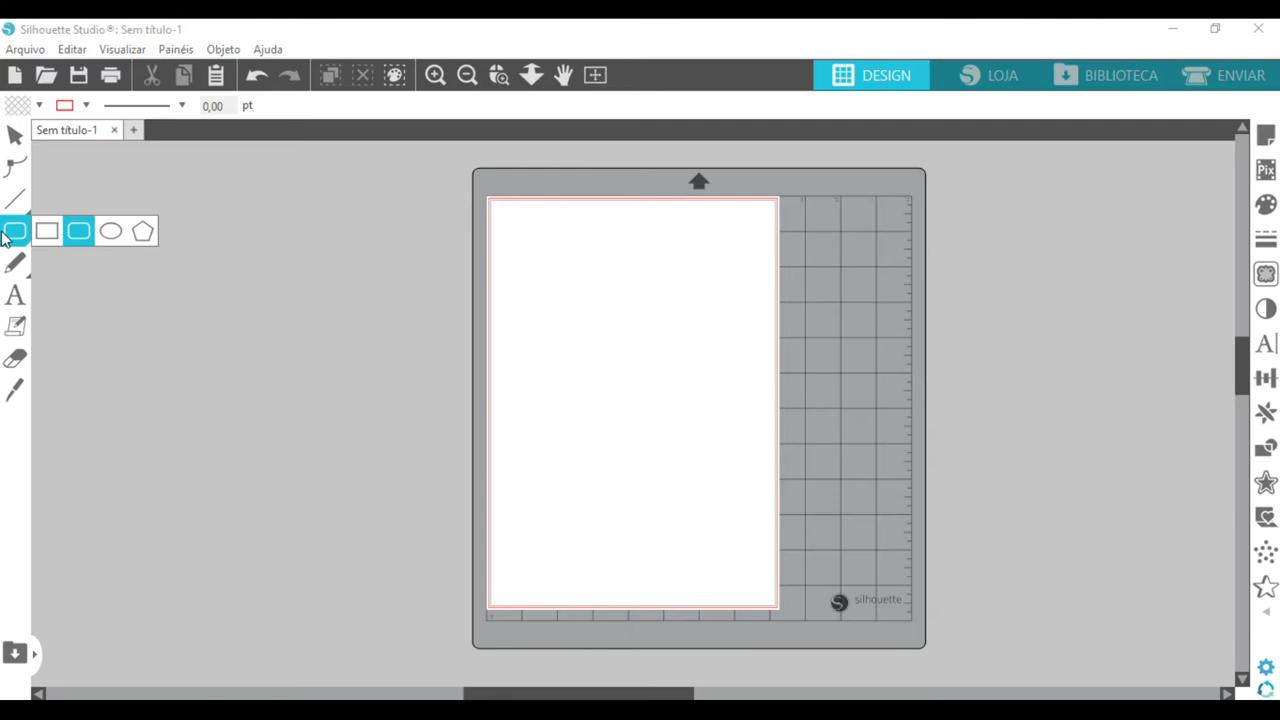 Silhouette Studio®: Sem título-1
Arquivo Editar Visualizar Painéis Objeto Ajuda
DESIGN LOJA BIBLIOTECA ENVIAR
0,00 pt
Sem título-1
Pix
A
A
silhouette